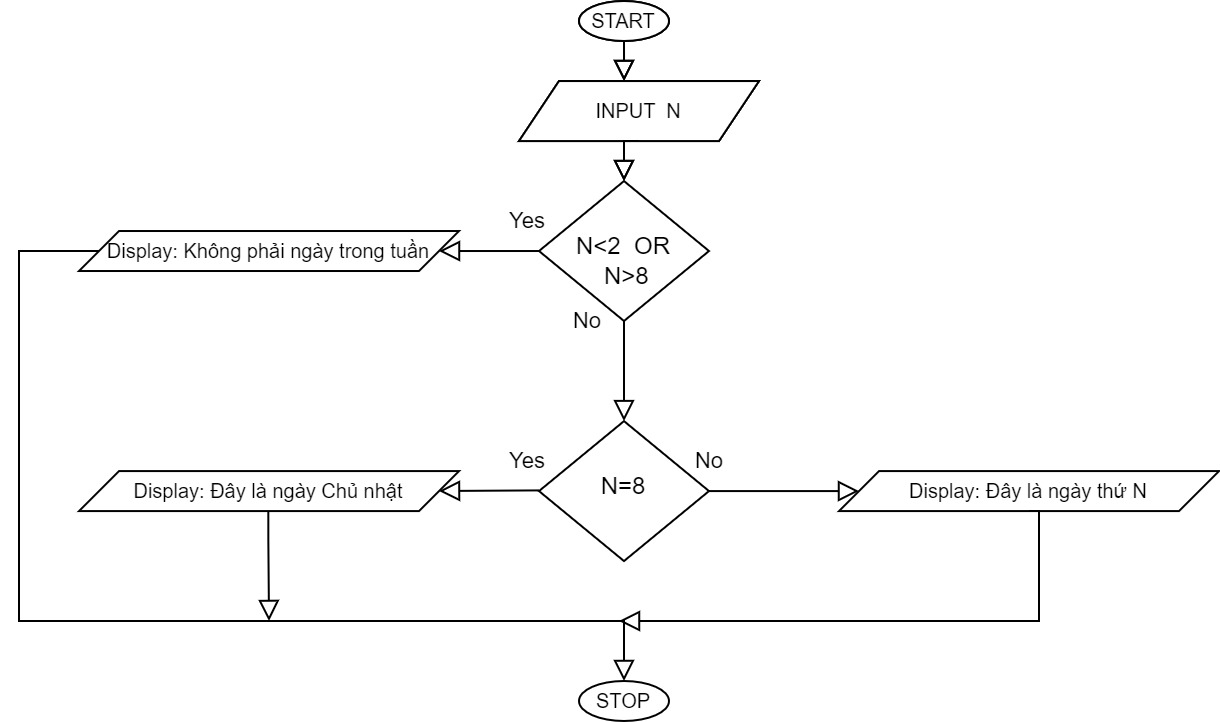 START
INPUT N
Yes
Display: Không phải ngày trong tuần
N<2 OR
N>8
No
Yes
No
Display: Đây là ngày Chủ nhật
N=8
Display: Đây là ngày thứ N
STOP